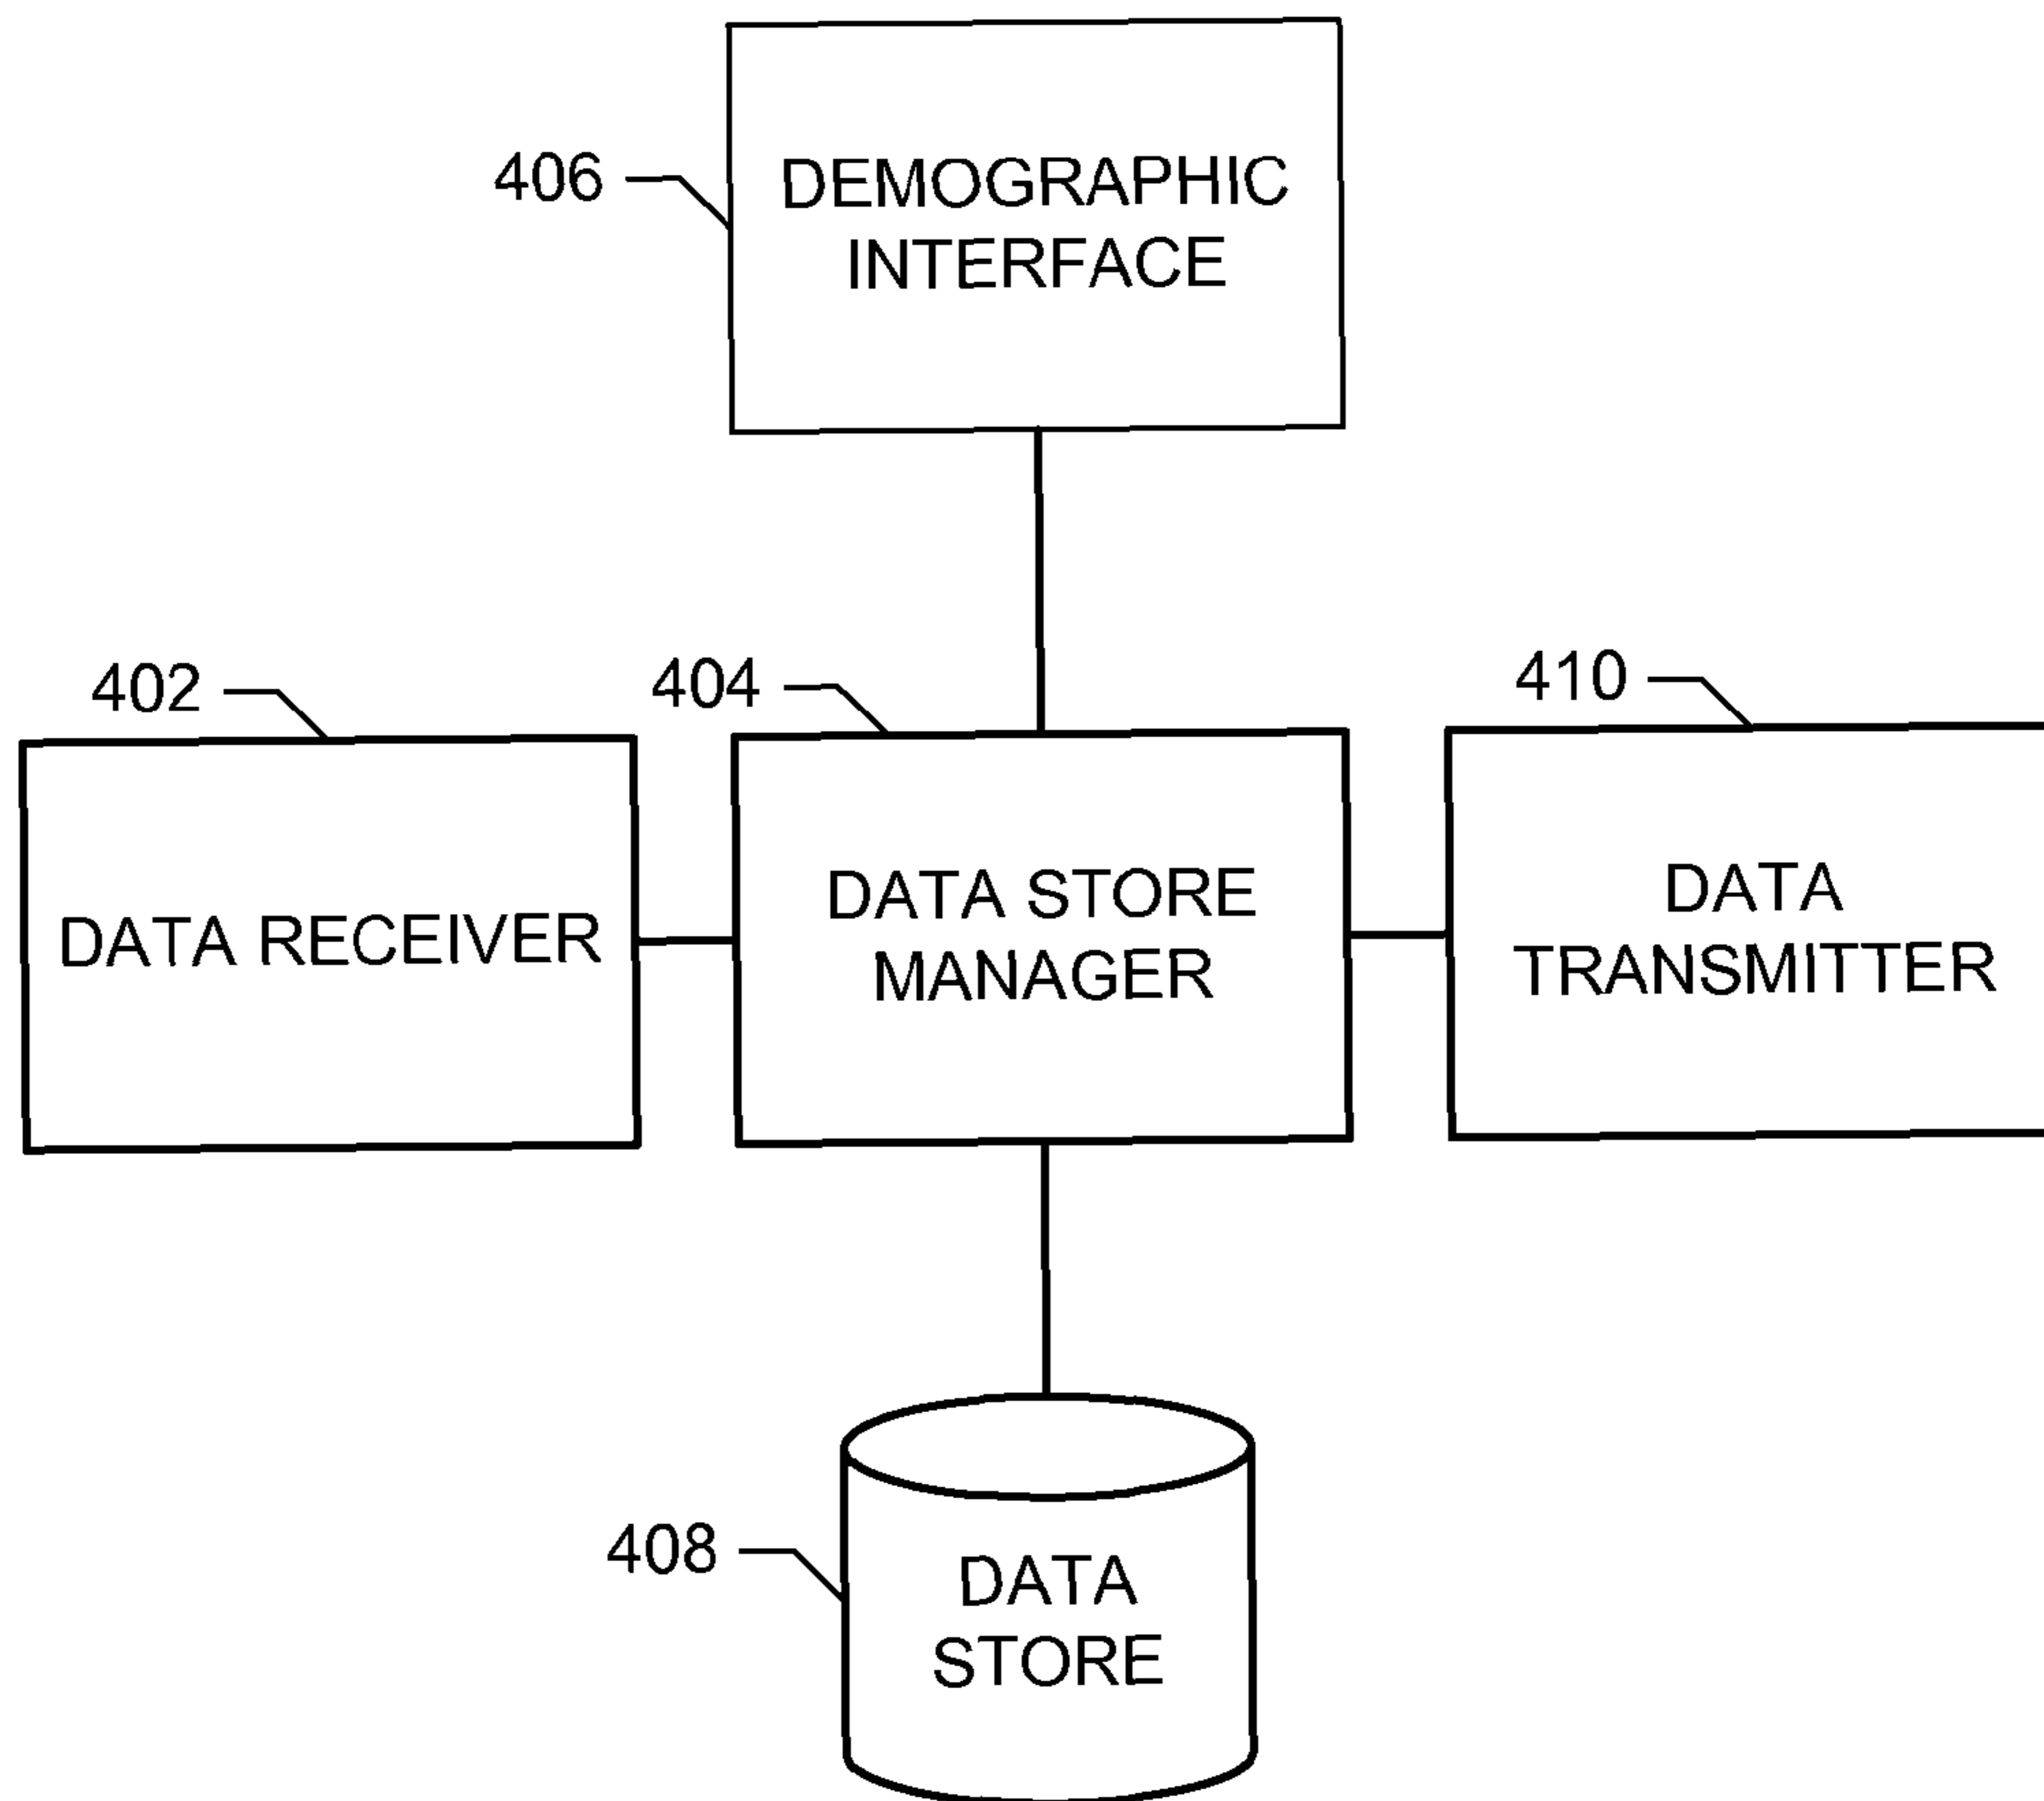 406
DEMOGRAPHIC
INTERFACE
402
404
410
DATA RECEIVER
DATA STORE
MANAGER
DATA
TRANSMITTER
408
DATA
STORE